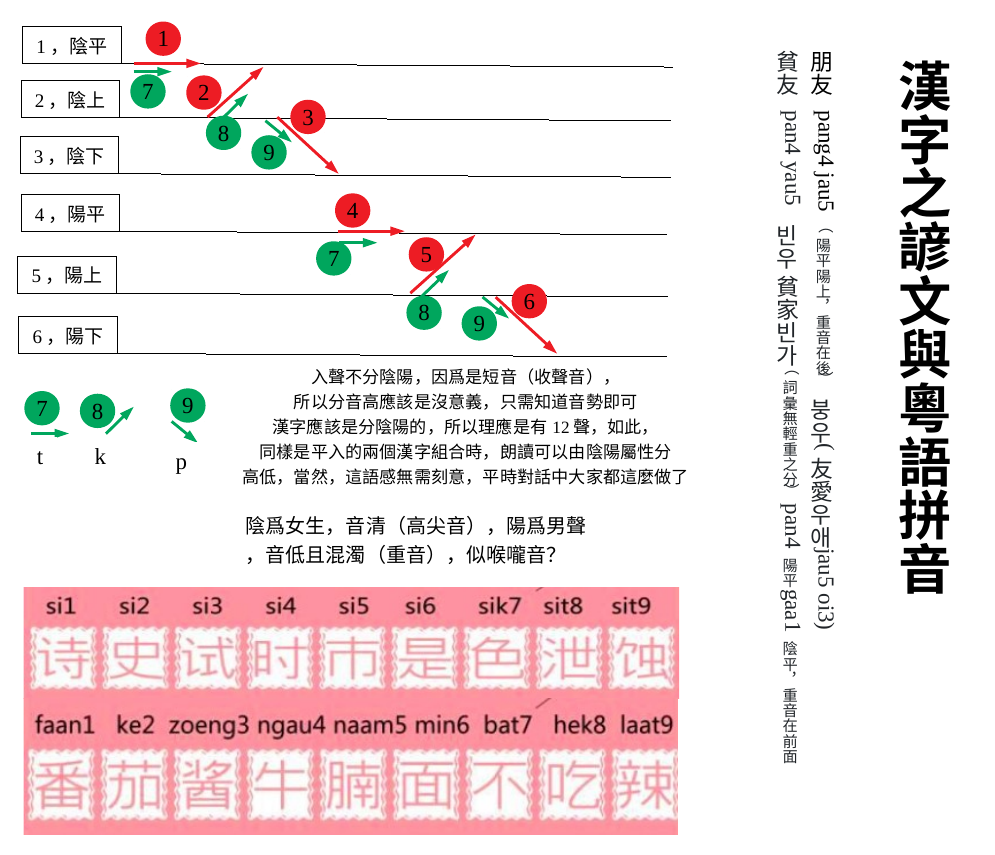 漢字之諺文與粵語拼音
朋友 pang4 jau5 (陽平陽上，重音在後) 붕우( 友愛우애jau5 oi3)
貧友 pan4 yau5 빈우 貧家빈가(詞彙無輕重之分) pan4 陽平gaa1 陰平，重音在前面
1，陰平
1
7
2，陰上
2
8
3
9
3，陰下
4，陽平
4
7
5，陽上
5
8
6
9
6，陽下
7
8
9
t k p
入聲不分陰陽，因爲是短音（收聲音），
所以分音高應該是沒意義，只需知道音勢即可
漢字應該是分陰陽的，所以理應是有 12 聲，如此，
同樣是平入的兩個漢字組合時，朗讀可以由陰陽屬性分
高低，當然，這語感無需刻意，平時對話中大家都這麼做了
陰爲女生，音清（高尖音），陽爲男聲
，音低且混濁（重音），似喉嚨音？
si1 si2 si3 si4 si5 si6 sik7 sit8 sit9
诗 史 试 时 市 是 色 泄 蚀
faan1 ke2 zoeng3 ngau4 naam5 min6 bat7 hek8 laat9
番 茄 酱 牛 腩 面 不 吃 辣